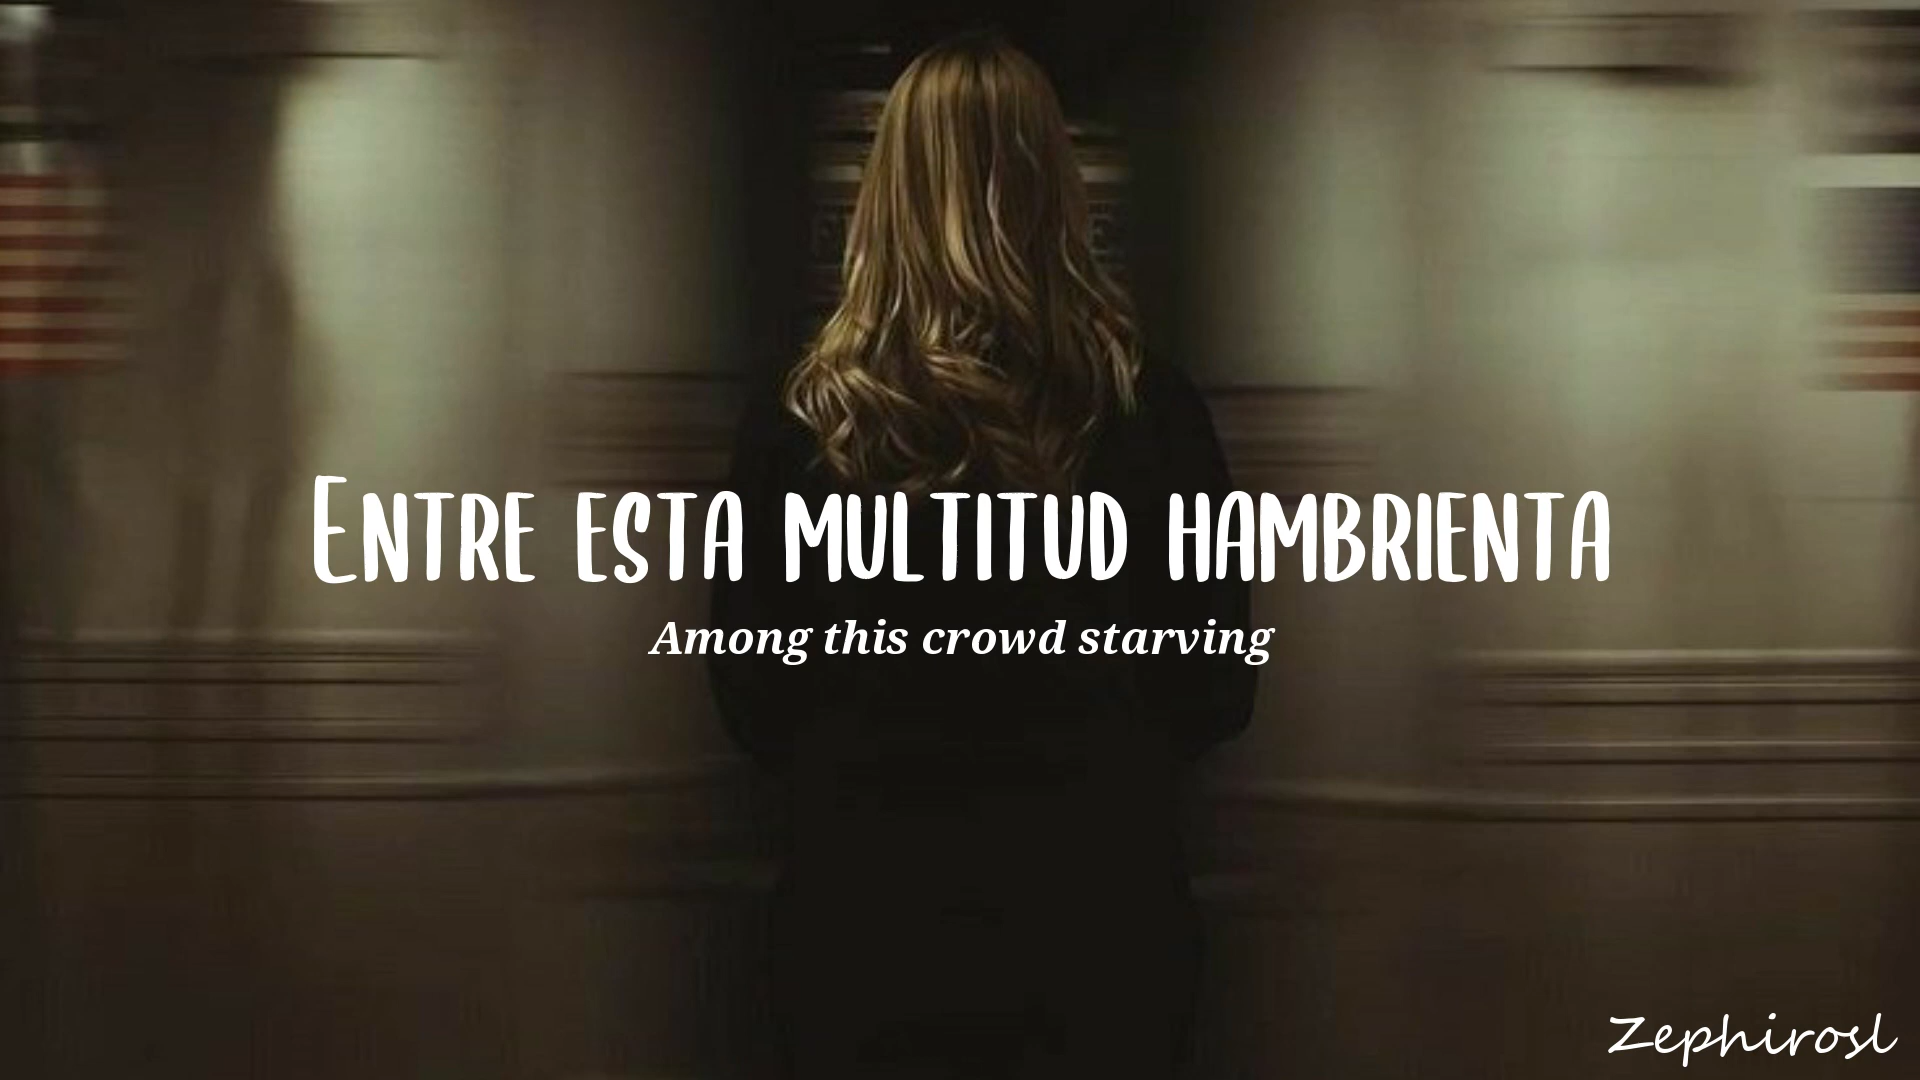 Entre esta multitud hambrienta
Among this crowd starving
Zephirosl